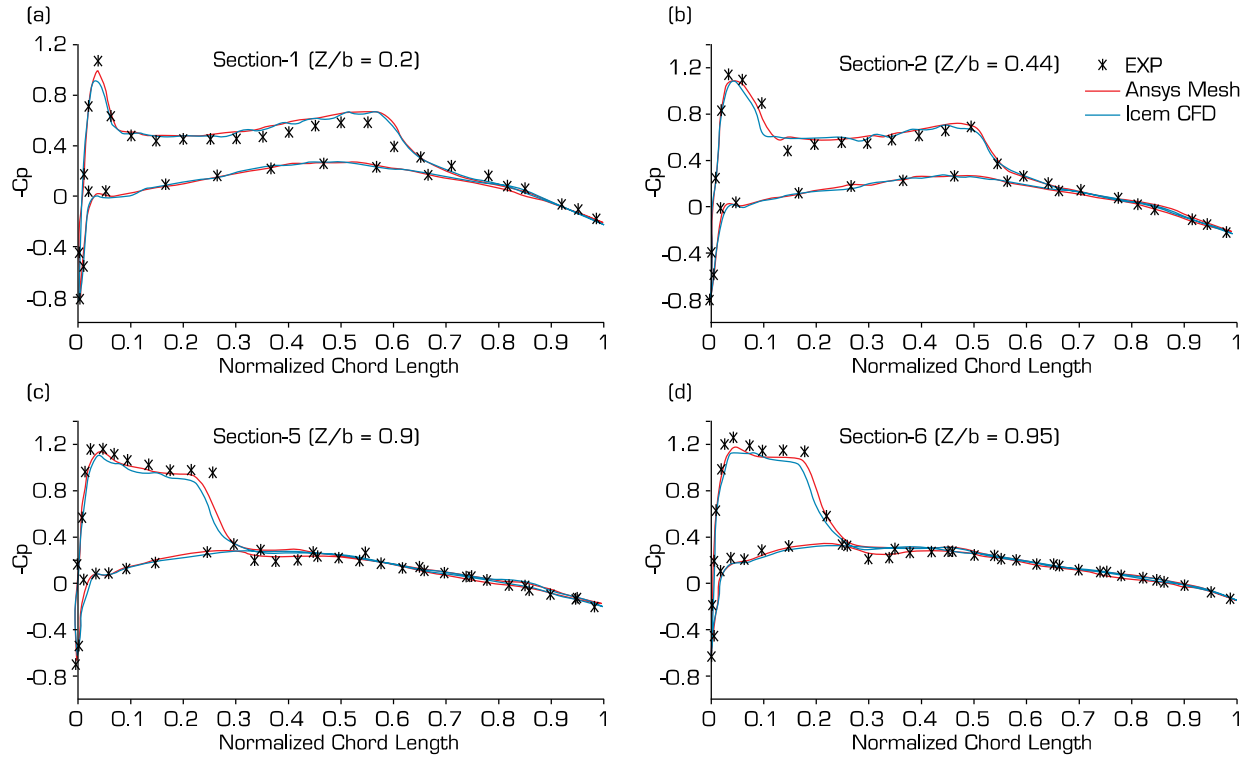 (a)
Section-1 (Z/b = 0.2)
1.2
0.8
0.4
0
-0.4
-0.8
-Cp
0 0.1 0.2 0.3 0.4 0.5 0.6 0.7 0.8 0.9 1
Normalized Chord Length
(b)
Section-2 (Z/b = 0.44)
EXP
Ansys Mesh
Icem CFD
1.2
0.8
0.4
0
-0.4
-0.8
-Cp
0 0.1 0.2 0.3 0.4 0.5 0.6 0.7 0.8 0.9 1
Normalized Chord Length
(c)
Section-5 (Z/b = 0.9)
1.2
0.8
0.4
0
-0.4
-0.8
-Cp
0 0.1 0.2 0.3 0.4 0.5 0.6 0.7 0.8 0.9 1
Normalized Chord Length
(d)
Section-6 (Z/b = 0.95)
1.2
0.8
0.4
0
-0.4
-0.8
-Cp
0 0.1 0.2 0.3 0.4 0.5 0.6 0.7 0.8 0.9 1
Normalized Chord Length